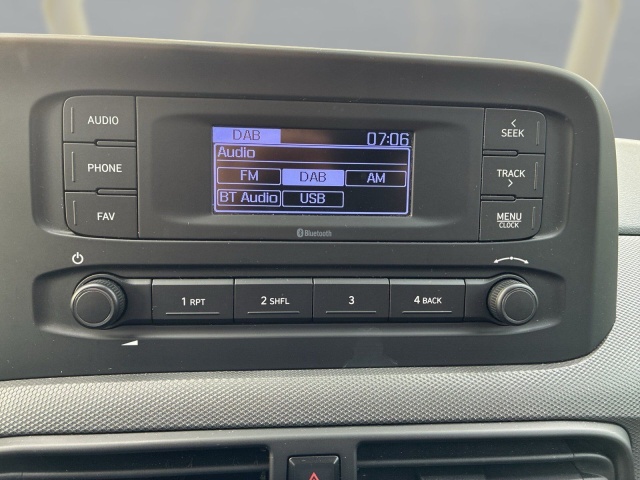 AUDIO
PHONE
FAV
DAB 07:06
Audio
FM DAB AM
BT Audio USB
Bluetooth
< SEEK
TRACK >
MENU
CLOCK
1 RPT 2 SHFL 3 4 BACK